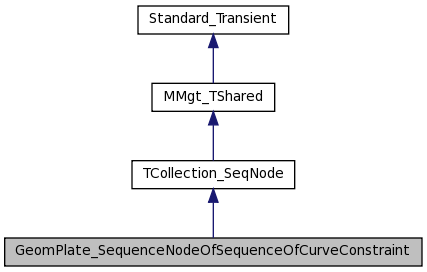 Standard_Transient
MMgt_TShared
TCollection_SeqNode
GeomPlate_SequenceNodeOfSequenceOfCurveConstraint